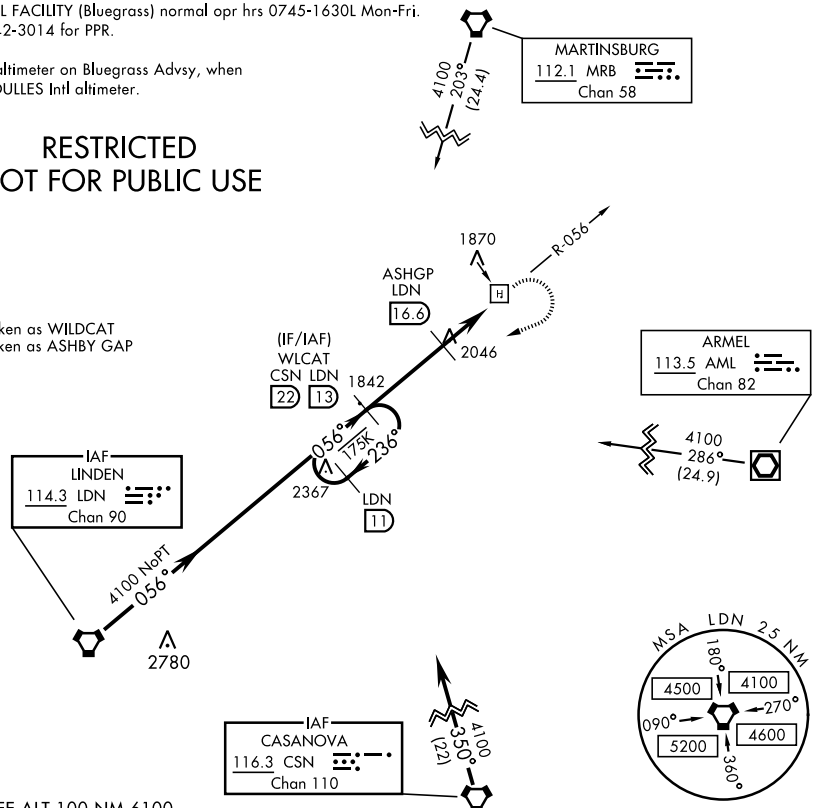 L FACILITY (Bluegrass) normal opr hrs 0745-1630L Mon-Fri.
42-3014 for PPR.
altimeter on Bluegrass Advsy, when
DULLES Intl altimeter.
RESTRICTED
OT FOR PUBLIC USE
MARTINSBURG
112.1 MRB
Chan 58
4100
203°
(24.4)
R-056
1870
H
ASHGP
LDN
16.6
2046
ken as WILDCAT
ken as ASHBY GAP
(IF/IAF)
WLCAT
CSN LDN
22 13
1842
056°
175K
236°
2367
LDN
11
ARMEL
113.5 AML
Chan 82
4100
286°
(24.9)
IAF
LINDEN
114.3 LDN
Chan 90
4100 NoPT
056°
2780
MSA LDN 25 NM
180°
4500 4100
090° 270°
5200 4600
360°
IAF
CASANOVA
116.3 CSN
Chan 110
4100
350°
(22)